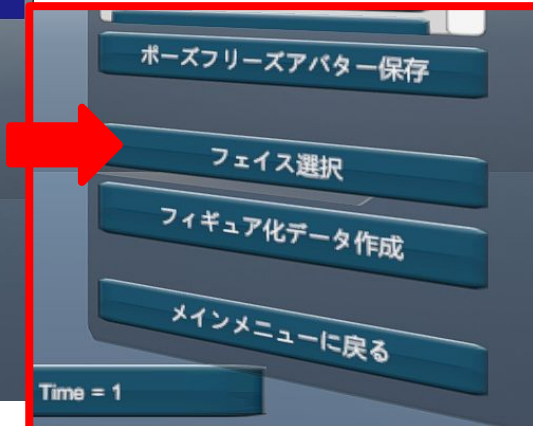 ポーズフリーズアバター保存
フェイス選択
フィギュア化データ作成
メインメニューに戻る
Time = 1